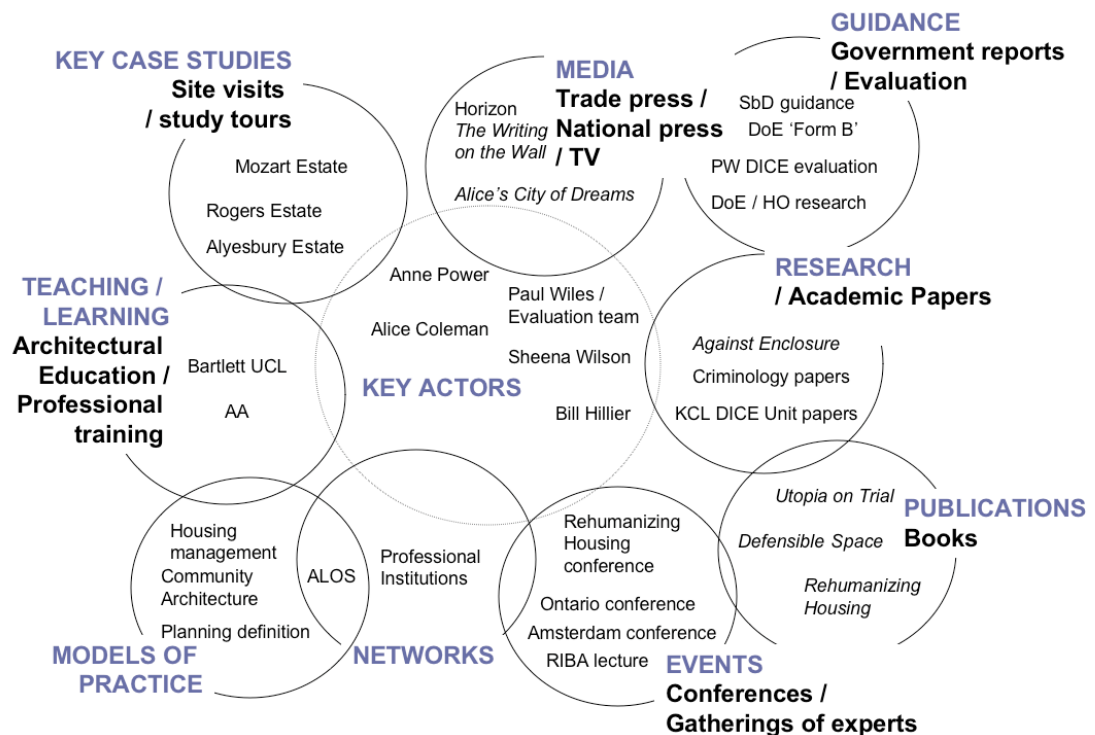 KEY CASE STUDIES
Site visits
/ study tours
Mozart Estate
Rogers Estate
Alyesbury Estate
MEDIA
Trade press /
National press
/ TV
Horizon
The Writing
on the Wall
Alice's City of Dreams
GUIDANCE
Government reports
/ Evaluation
SbD guidance
DoE 'Form B'
PW DICE evaluation
DoE / HO research
TEACHING /
LEARNING
Architectural
Education /
Professional
training
Bartlett UCL
AA
Anne Power
Paul Wiles /
Evaluation team
Alice Coleman
Sheena Wilson
KEY ACTORS
Bill Hillier
RESEARCH
/ Academic Papers
Against Enclosure
Criminology papers
KCL DICE Unit papers
Utopia on Trial
Defensible Space
Rehumanizing
Housing
PUBLICATIONS
Books
Housing
management
Community
Architecture
Planning definition
MODELS OF
PRACTICE
ALOS
Professional
Institutions
NETWORKS
Rehumanizing
Housing
conference
Ontario conference
Amsterdam conference
RIBA lecture
EVENTS
Conferences /
Gatherings of experts